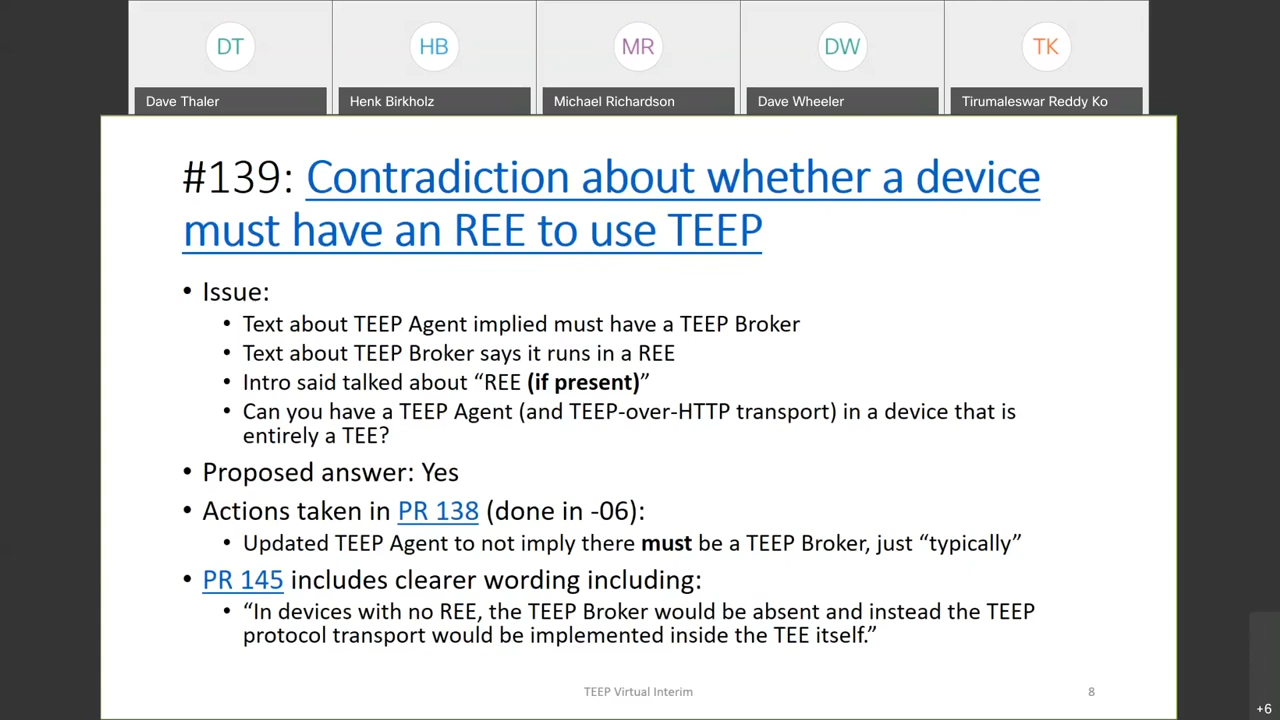 DT
HB
MR
DW
TK
Dave Thaler
Henk Birkholz
Michael Richardson
Dave Wheeler
Tirumaleswar Reddy Ko
#139: Contradiction about whether a device
must have an REE to use TEEP
• Issue:
• Text about TEEP Agent implied must have a TEEP Broker
• Text about TEEP Broker says it runs in a REE
• Intro said talked about “REE (if present)”
• Can you have a TEEP Agent (and TEEP-over-HTTP transport) in a device that is
entirely a TEE?
• Proposed answer: Yes
• Actions taken in PR 138 (done in -06):
• Updated TEEP Agent to not imply there must be a TEEP Broker, just “typically”
• PR 145 includes clearer wording including:
• “In devices with no REE, the TEEP Broker would be absent and instead the TEEP
protocol transport would be implemented inside the TEE itself.”
TEEP Virtual Interim
8
+6